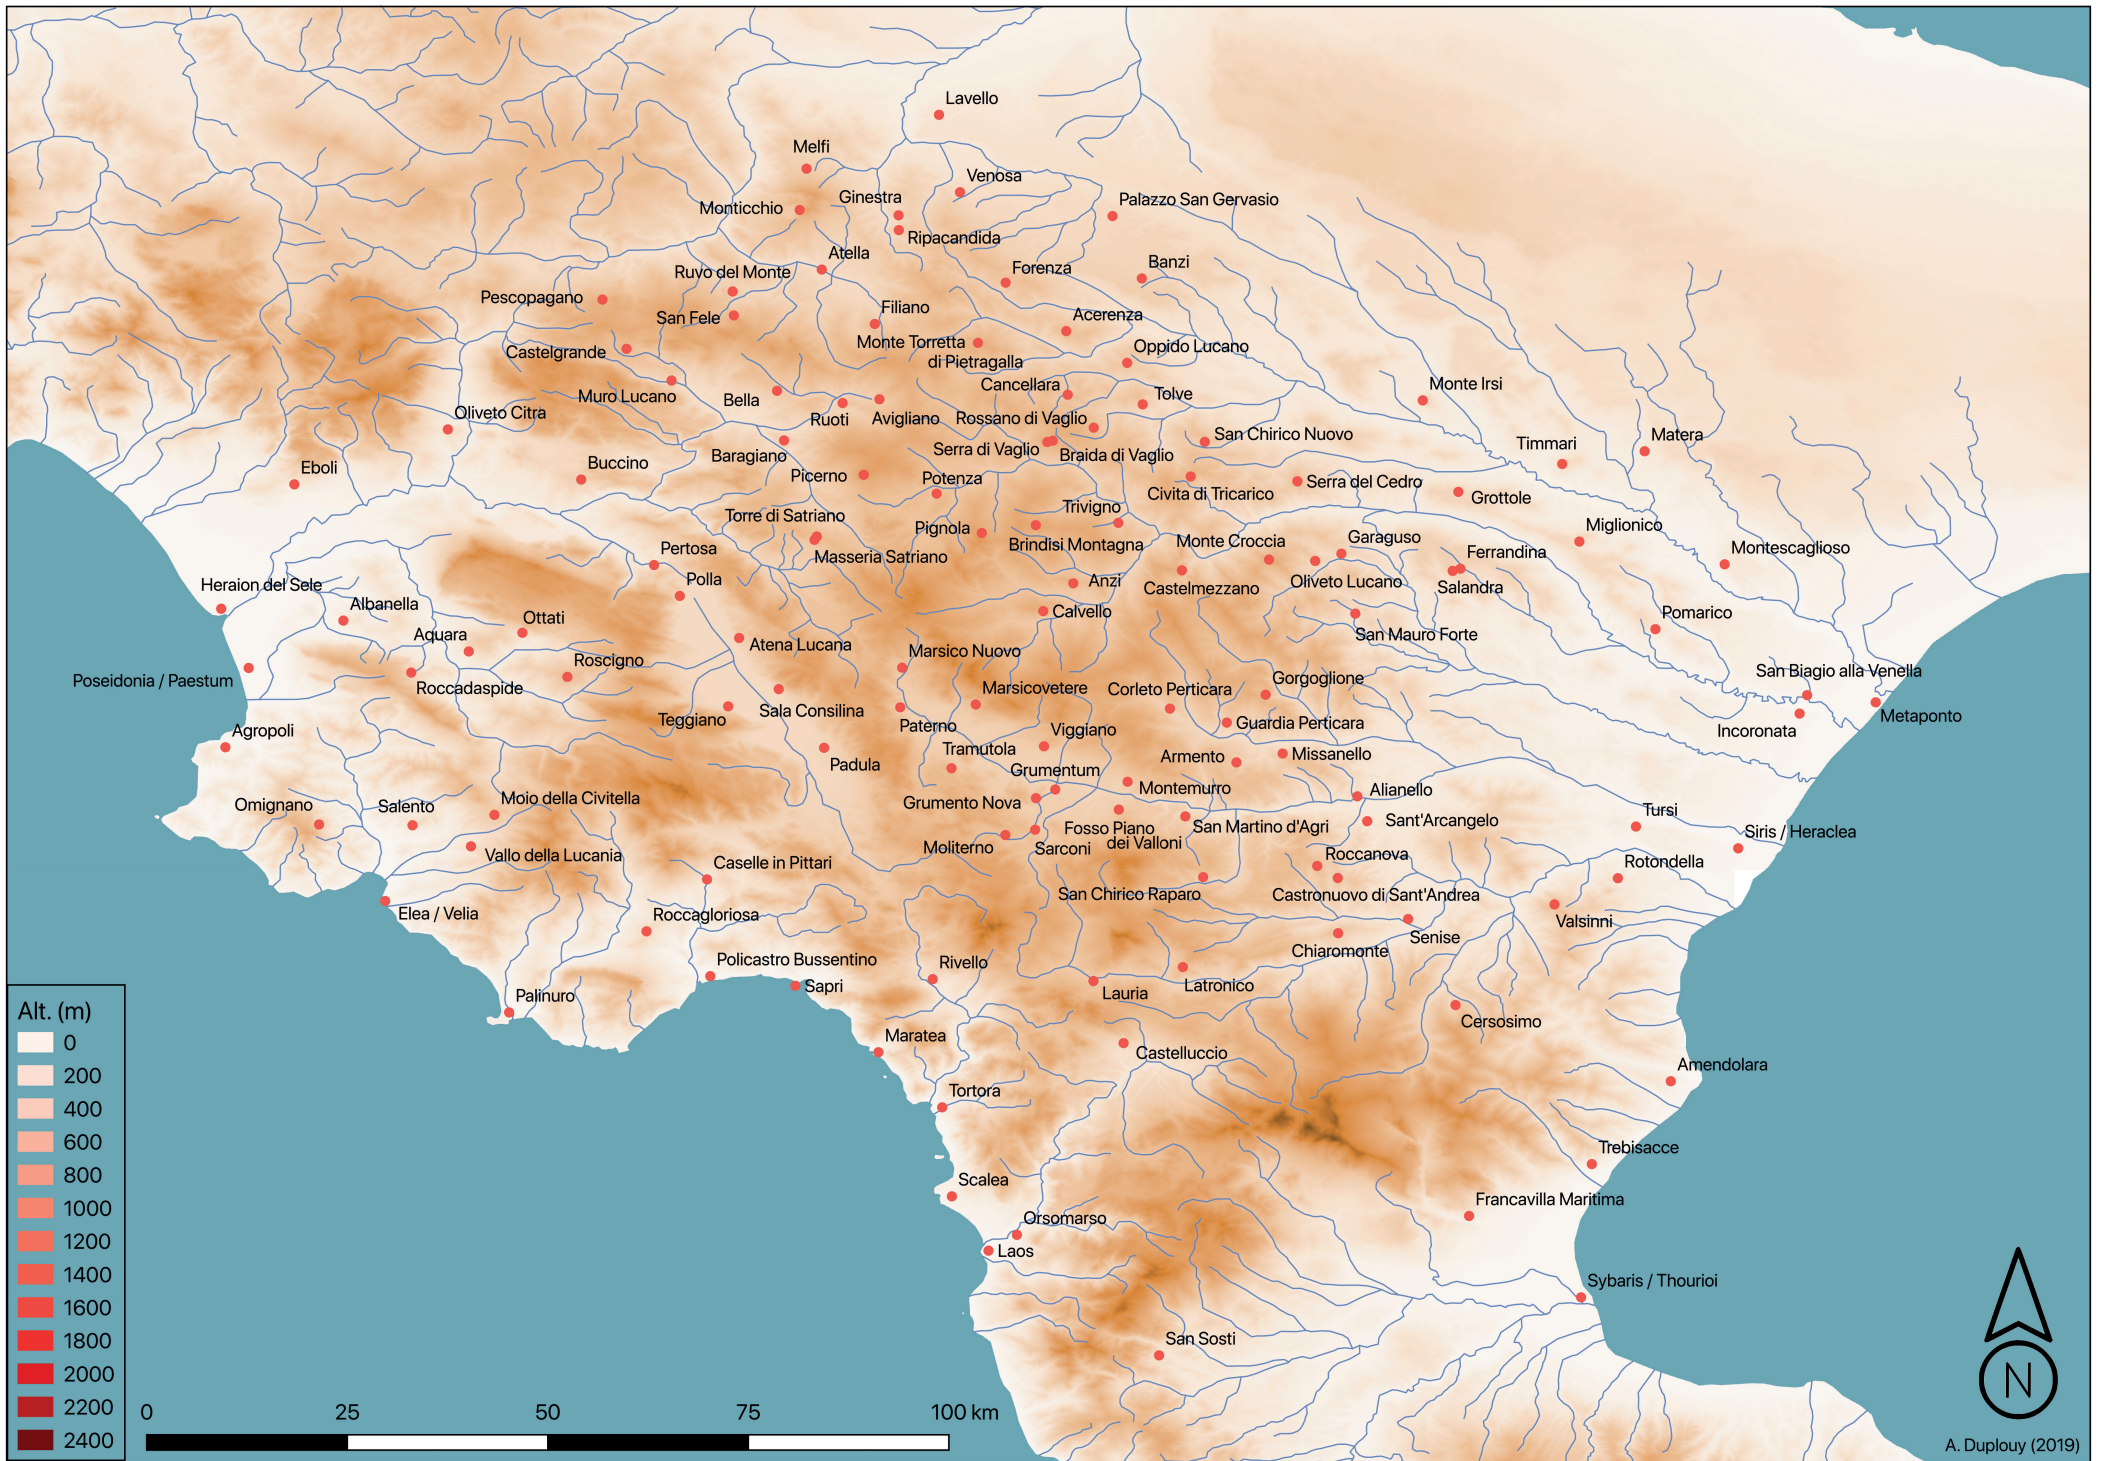 Lavello
Melfi
Venosa
Ginestra
Monticchio
Palazzo San Gervasio
Ripacandida
Atella
Ruvo del Monte
Forenza
Banzi
Pescopagano
San Fele
Filiano
Acerenza
Monte Torretta
di Pietragalla
Oppido Lucano
Castelgrande
Cancellara
Monte Irsi
Muro Lucano
Bella
Tolve
Oliveto Citra
Ruoti
Avigliano
Rossano di Vaglio
San Chirico Nuovo
Timmari
Matera
Serra di Vaglio
Baragiano
Braida di Vaglio
Eboli
Buccino
Picerno
Potenza
Serra del Cedro
Civita di Tricarico
Grottole
Trivigno
Torre di Satriano
Pignola
Miglionico
Garaguso
Monte Croccia
Brindisi Montagna
Pertosa
Masseria Satriano
Ferrandina
Montescaglioso
Polla
Anzi
Oliveto Lucano
Heraion del Sele
Castelmezzano
Salandra
Albanella
Calvello
Pomarico
Ottati
Aquara
San Mauro Forte
Atena Lucana
Marsico Nuovo
Roscigno
San Biagio alla Venella
Poseidonia / Paestum
Gorgoglione
Roccadaspide
Marsicovetere
Corleto Perticara
Sala Consilina
Metaponto
Teggiano
Paterno
Guardia Perticara
Agropoli
Viggiano
Incoronata
Tramutola
Armento
Missanello
Padula
Grumentum
Montemurro
Alianello
Moio della Civitella
Grumento Nova
Omignano
Salento
Tursi
Sant'Arcangelo
Fosso Piano
dei Valloni
San Martino d'Agri
Siris / Heraclea
Moliterno
Sarconi
Vallo della Lucania
Roccanova
Caselle in Pittari
Rotondella
San Chirico Raparo
Castronuovo di Sant'Andrea
Elea / Velia
Roccagloriosa
Valsinni
Senise
Chiaromonte
Policastro Bussentino
Rivello
Sapri
Latronico
Lauria
Palinuro
Cersosimo
Maratea
Castelluccio
Amendolara
Tortora
Trebisacce
Scalea
Francavilla Maritima
Orsomarso
Laos
Sybaris / Thourioi
San Sosti
Alt. (m)
0
200
400
600
800
1000
1200
1400
1600
1800
2000
2200
2400
0 25 50 75 100 km
N
A. Duplouy (2019)